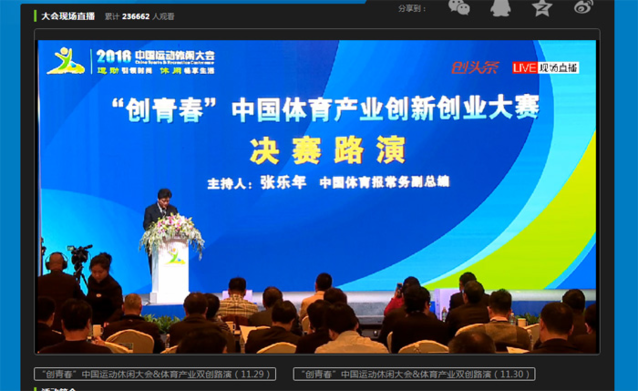 大会现场直播 累计 236662 人观看
分享到：
2016 中国运动休闲大会
China Sports & Recreation Conference
运动 引领时尚 休闲 畅享生活
创头条 LIVE 现场直播
“创青春”中国体育产业创新创业大赛
决赛路演
主持人：张乐年 中国体育报常务副总编
“创青春”中国运动休闲大会&体育产业双创路演（11.29）
“创青春”中国运动休闲大会&体育产业双创路演（11.30）